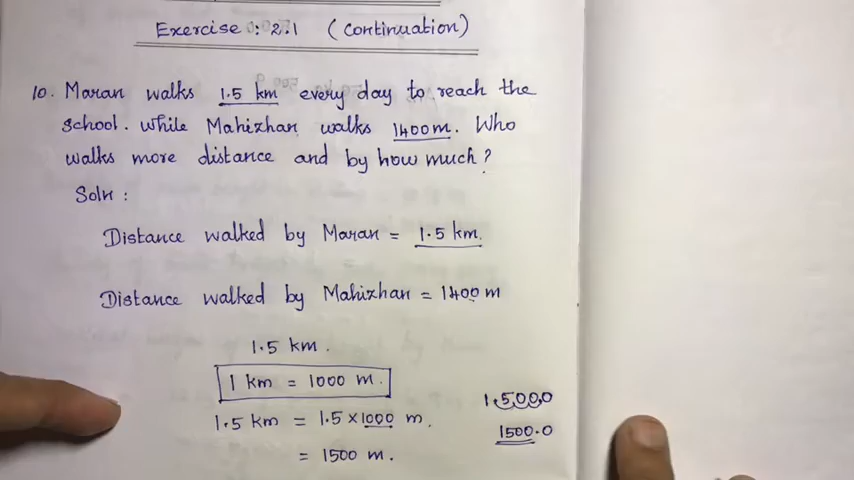 Exercise : 2.1 (Continuation)
10. Maran walks 1.5 km every day to reach the
school. while Mahizhan walks 1400m. Who
walks more distance and by how much?
Soln :
Distance walked by Maran = 1.5 km.
Distance walked by Mahizhan = 1400 m
1.5 km.
1 km = 1000 m.
1.5 km = 1.5 × 1000 m.
= 1500 m.
1.5000.0
1500.0